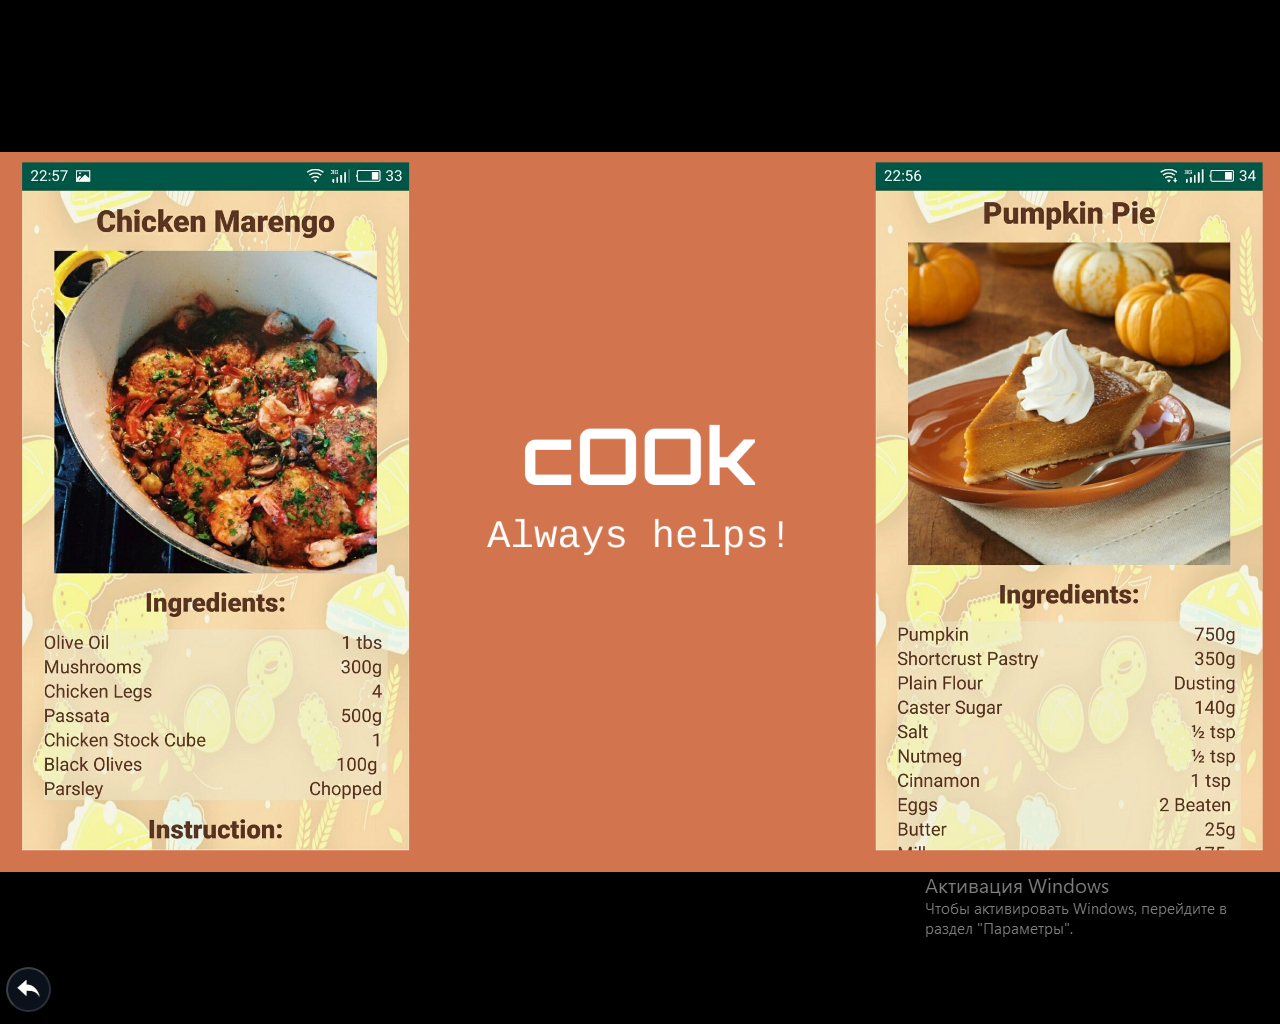 22:57
3G
33
Chicken Marengo
Ingredients:
Olive Oil 1 tbs
Mushrooms 300g
Chicken Legs 4
Passata 500g
Chicken Stock Cube 1
Black Olives 100g
Parsley Chopped
Instruction:
cOOk
Always helps!
22:56
3G
34
Pumpkin Pie
Ingredients:
Pumpkin 750g
Shortcrust Pastry 350g
Plain Flour Dusting
Caster Sugar 140g
Salt ½ tsp
Nutmeg ½ tsp
Cinnamon 1 tsp
Eggs 2 Beaten
Butter 25g
Активация Windows
Чтобы активировать Windows, перейдите в
раздел "Параметры".